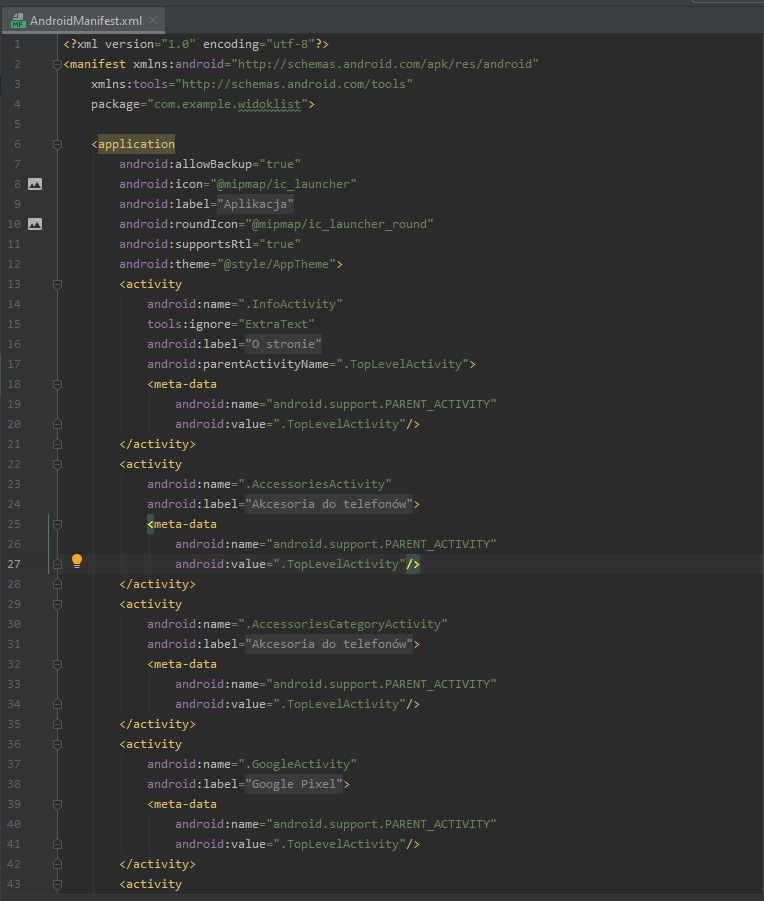 AndroidManifest.xml
1 <?xml version="1.0" encoding="utf-8"?>
2 <manifest xmlns:android="http://schemas.android.com/apk/res/android"
3 xmlns:tools="http://schemas.android.com/tools"
4 package="com.example.widoklist">
5
6 <application
7 android:allowBackup="true"
8 android:icon="@mipmap/ic_launcher"
9 android:label="Aplikacja"
10 android:roundIcon="@mipmap/ic_launcher_round"
11 android:supportsRtl="true"
12 android:theme="@style/AppTheme">
13 <activity
14 android:name=".InfoActivity"
15 tools:ignore="ExtraText"
16 android:label="O stronie"
17 android:parentActivityName=".TopLevelActivity">
18 <meta-data
19 android:name="android.support.PARENT_ACTIVITY"
20 android:value=".TopLevelActivity"/>
21 </activity>
22 <activity
23 android:name=".AccessoriesActivity"
24 android:label="Akcesoria do telefonów">
25 <meta-data
26 android:name="android.support.PARENT_ACTIVITY"
27 android:value=".TopLevelActivity"/>
28 </activity>
29 <activity
30 android:name=".AccessoriesCategoryActivity"
31 android:label="Akcesoria do telefonów">
32 <meta-data
33 android:name="android.support.PARENT_ACTIVITY"
34 android:value=".TopLevelActivity"/>
35 </activity>
36 <activity
37 android:name=".GoogleActivity"
38 android:label="Google Pixel">
39 <meta-data
40 android:name="android.support.PARENT_ACTIVITY"
41 android:value=".TopLevelActivity"/>
42 </activity>
43 <activity